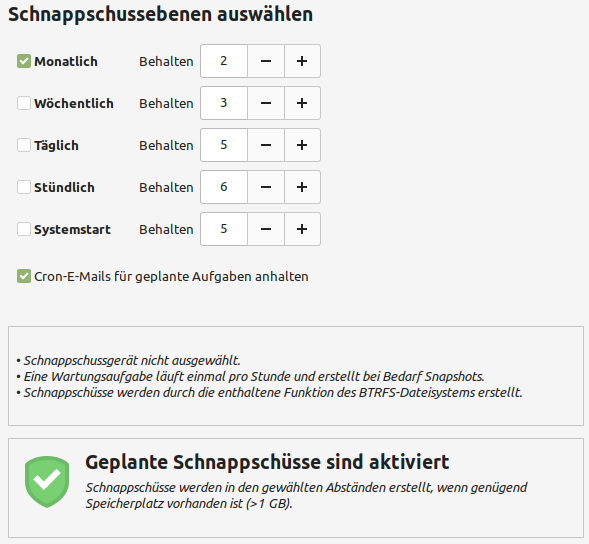 Schnappschussebenen auswählen
Monatlich Behalten 2 − +
Wöchentlich Behalten 3 − +
Täglich Behalten 5 − +
Stündlich Behalten 6 − +
Systemstart Behalten 5 − +
Cron-E-Mails für geplante Aufgaben anhalten
• Schnappschussgerät nicht ausgewählt.
• Eine Wartungsaufgabe läuft einmal pro Stunde und erstellt bei Bedarf Snapshots.
• Schnappschüsse werden durch die enthaltene Funktion des BTRFS-Dateisystems erstellt.
Geplante Schnappschüsse sind aktiviert
Schnappschüsse werden in den gewählten Abständen erstellt, wenn genügend
Speicherplatz vorhanden ist (>1 GB).